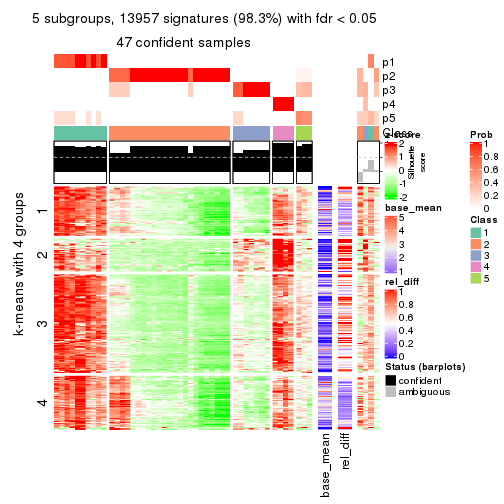 5 subgroups, 13957 signatures (98.3%) with fdr < 0.05
47 confident samples
p1
p2
p3
p4
p5
Class
z-score
2
1
0
-1
-2
Silhouette
score
base_mean
5
4
3
2
1
rel_diff
1
0.8
0.6
0.4
0.2
0
Status (barplots)
confident
ambiguous
Prob
1
0.8
0.6
0.4
0.2
0
Class
1
2
3
4
5
k-means with 4 groups
1
2
3
4
base_mean
rel_diff